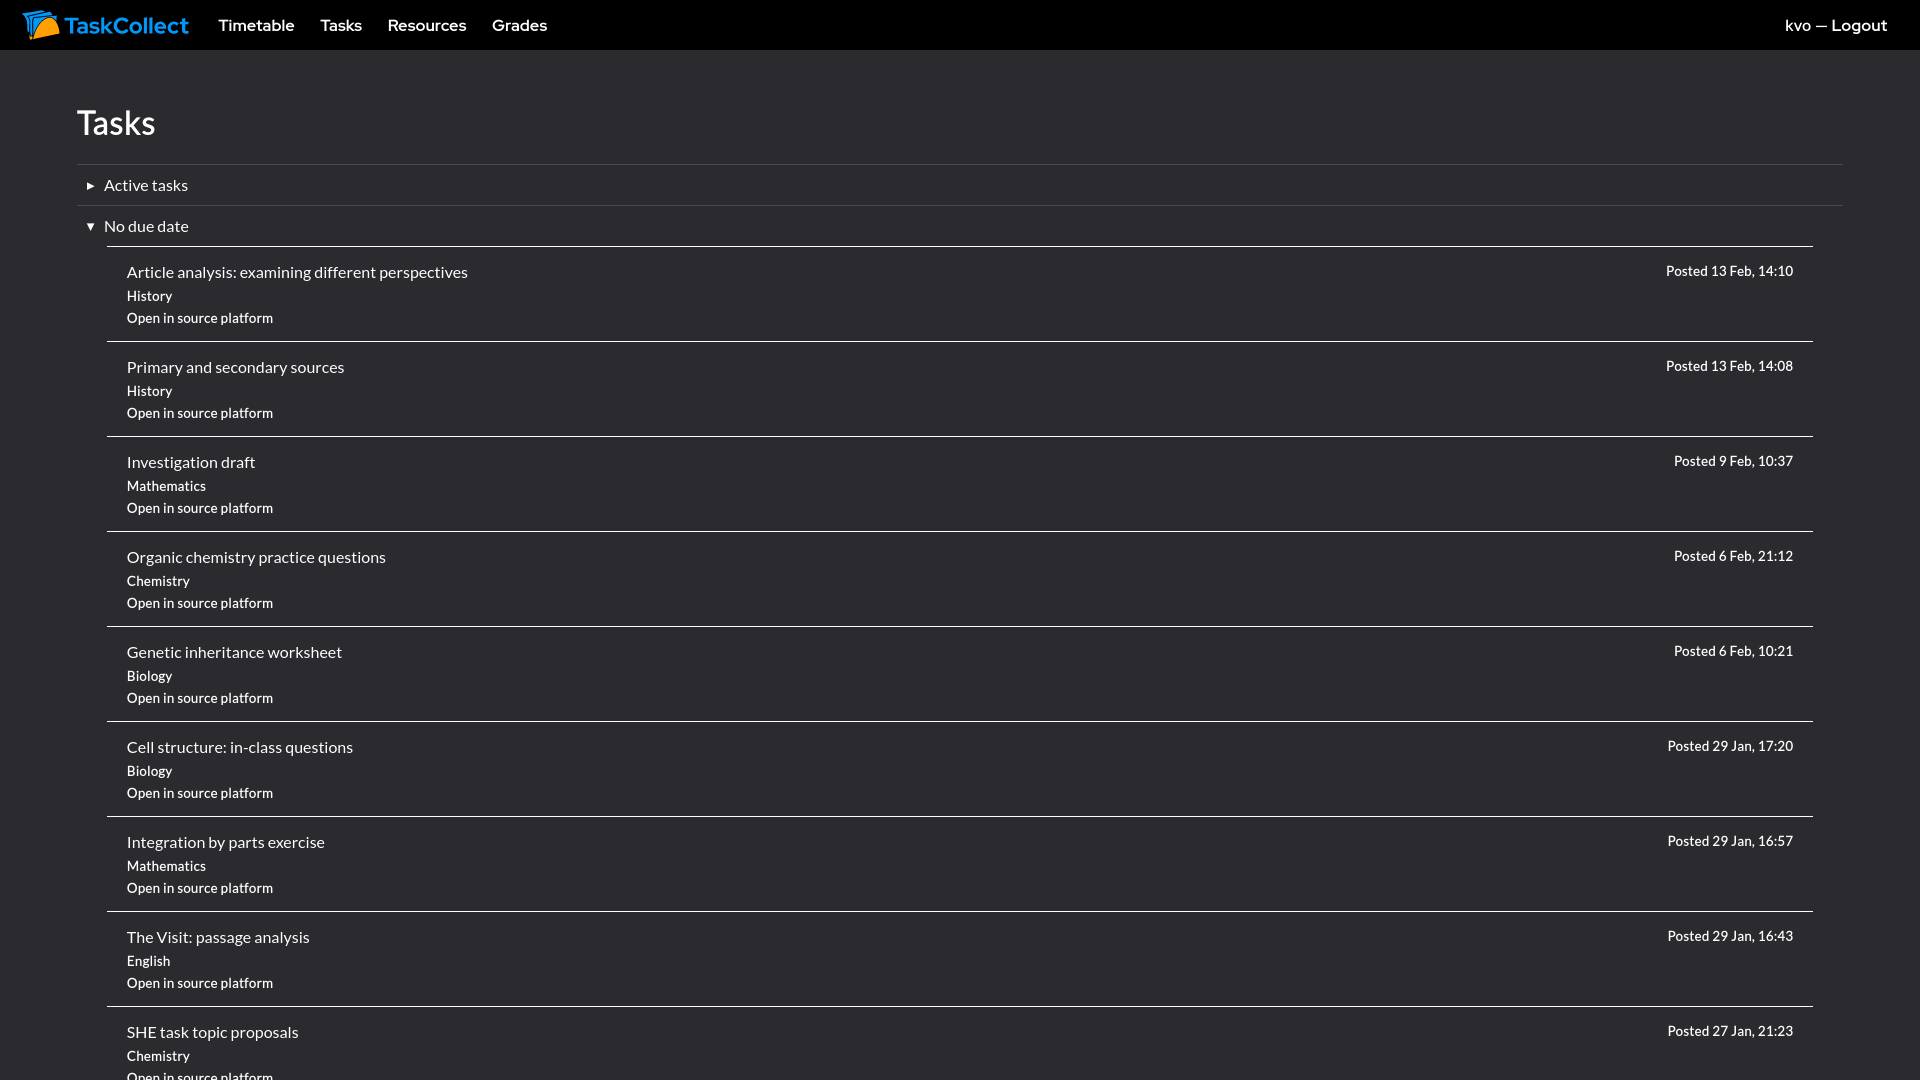 TaskCollect Timetable Tasks Resources Grades kvo — Logout
Tasks
▸ Active tasks
▾ No due date
Article analysis: examining different perspectives Posted 13 Feb, 14:10
History
Open in source platform
Primary and secondary sources Posted 13 Feb, 14:08
History
Open in source platform
Investigation draft Posted 9 Feb, 10:37
Mathematics
Open in source platform
Organic chemistry practice questions Posted 6 Feb, 21:12
Chemistry
Open in source platform
Genetic inheritance worksheet Posted 6 Feb, 10:21
Biology
Open in source platform
Cell structure: in-class questions Posted 29 Jan, 17:20
Biology
Open in source platform
Integration by parts exercise Posted 29 Jan, 16:57
Mathematics
Open in source platform
The Visit: passage analysis Posted 29 Jan, 16:43
English
Open in source platform
SHE task topic proposals Posted 27 Jan, 21:23
Chemistry
Open in source platform